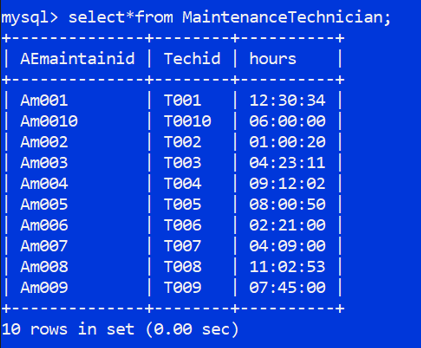 mysql> select*from MaintenanceTechnician;
+--------------+--------+----------+
| AEmaintainid | Techid | hours    |
+--------------+--------+----------+
| Am001        | T001   | 12:30:34 |
| Am0010       | T0010  | 06:00:00 |
| Am002        | T002   | 01:00:20 |
| Am003        | T003   | 04:23:11 |
| Am004        | T004   | 09:12:02 |
| Am005        | T005   | 08:00:50 |
| Am006        | T006   | 02:21:00 |
| Am007        | T007   | 04:09:00 |
| Am008        | T008   | 11:02:53 |
| Am009        | T009   | 07:45:00 |
+--------------+--------+----------+
10 rows in set (0.00 sec)